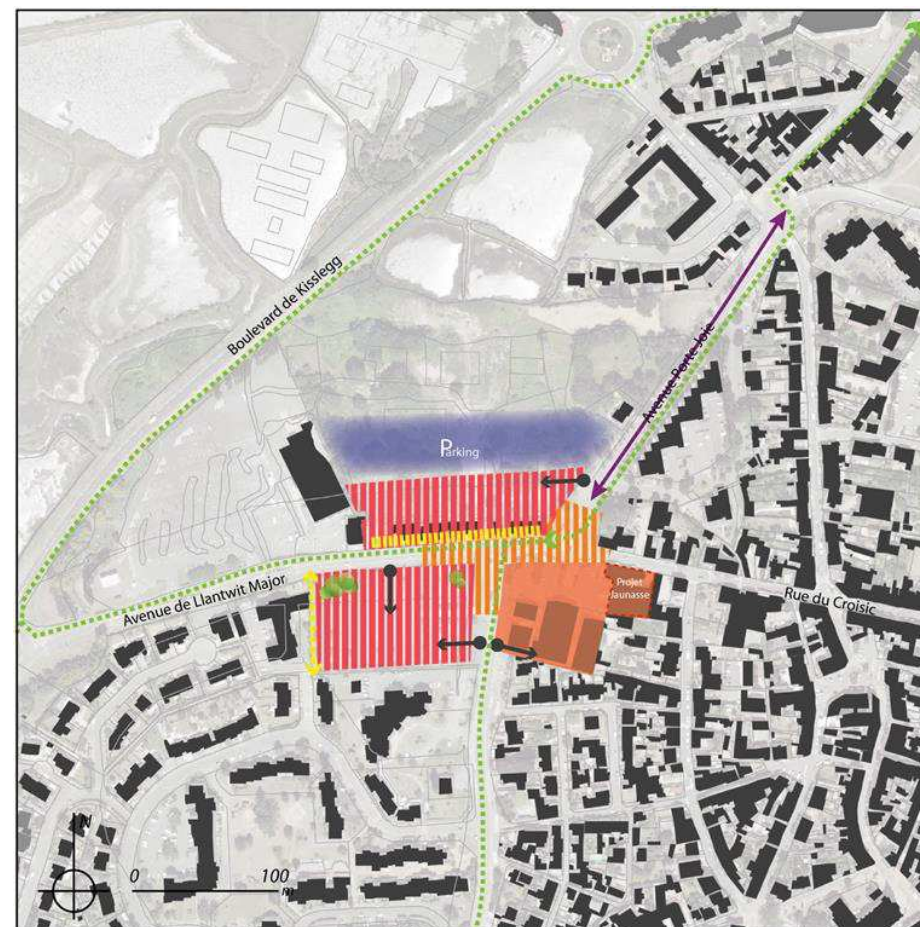 Boulevard de Kisslegg
Avenue Porte Joie
Parking
Avenue de Llantwit Major
Projet
Jaunasse
Rue du Croisic
N
0 100
m